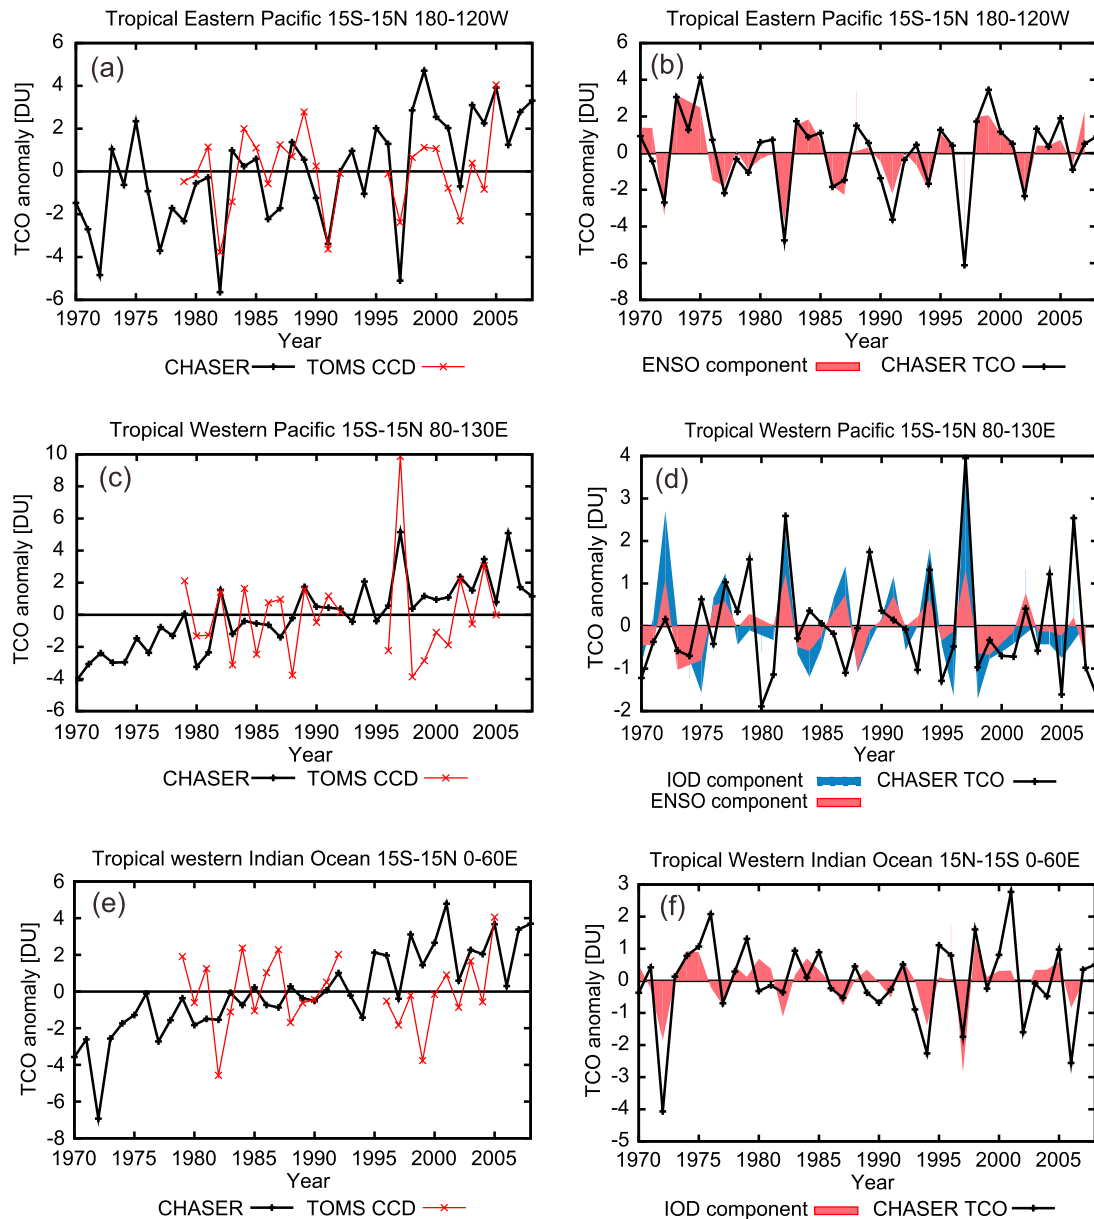 Tropical Eastern Pacific 15S-15N 180-120W
(a)
TCO anomaly [DU]
6
4
2
0
-2
-4
-6
1970 1975 1980 1985 1990 1995 2000 2005
Year
CHASER TOMS CCD
Tropical Eastern Pacific 15S-15N 180-120W
(b)
TCO anomaly [DU]
6
4
2
0
-2
-4
-6
-8
1970 1975 1980 1985 1990 1995 2000 2005
Year
ENSO component CHASER TCO
Tropical Western Pacific 15S-15N 80-130E
(c)
TCO anomaly [DU]
10
8
6
4
2
0
-2
-4
-6
1970 1975 1980 1985 1990 1995 2000 2005
Year
CHASER TOMS CCD
Tropical Western Pacific 15S-15N 80-130E
(d)
TCO anomaly [DU]
4
3
2
1
0
-1
-2
1970 1975 1980 1985 1990 1995 2000 2005
Year
IOD component CHASER TCO
ENSO component
Tropical western Indian Ocean 15S-15N 0-60E
(e)
TCO anomaly [DU]
6
4
2
0
-2
-4
-6
-8
1970 1975 1980 1985 1990 1995 2000 2005
Year
CHASER TOMS CCD
Tropical Western Indian Ocean 15N-15S 0-60E
(f)
TCO anomaly [DU]
3
2
1
0
-1
-2
-3
-4
-5
1970 1975 1980 1985 1990 1995 2000 2005
Year
IOD component CHASER TCO